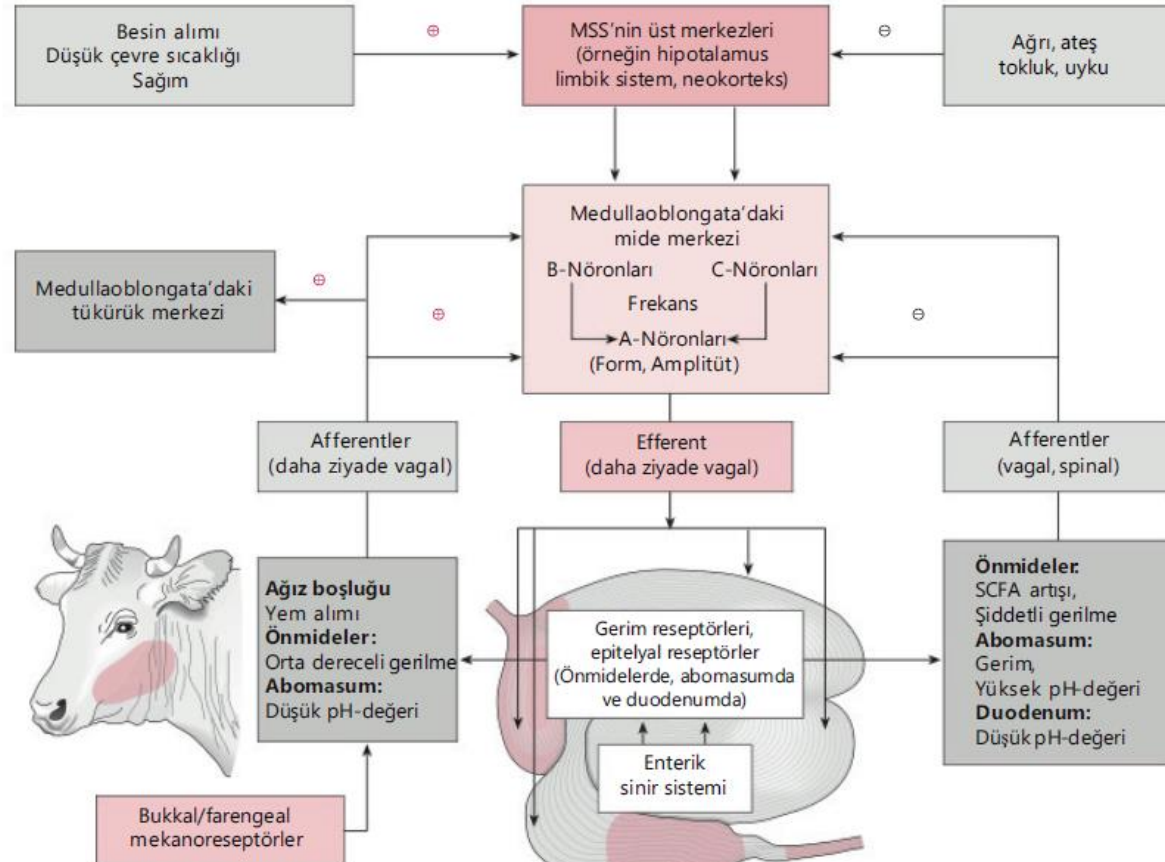 Besin alımı
Düşük çevre sıcaklığı
Sağım
⊕
MSS'nin üst merkezleri
(örneğin hipotalamus
limbik sistem, neokorteks)
⊖
Ağrı, ateş
tokluk, uyku
Medullaoblongata'daki
mide merkezi
B-Nöronları
C-Nöronları
Frekans
A-Nöronları
(Form, Amplitüt)
Medullaoblongata'daki
tükürük merkezi
⊕
⊕
⊖
Afferentler
(daha ziyade vagal)
Efferent
(daha ziyade vagal)
Afferentler
(vagal, spinal)
Ağız boşluğu
Yem alımı
Önmideler:
Orta dereceli gerilme
Abomasum:
Düşük pH-değeri
Gerim reseptörleri,
epitelyal reseptörler
(Önmidelerde, abomasumda
ve duodenumda)
Enterik
sinir sistemi
Önmideler:
SCFA artışı,
Şiddetli gerilme
Abomasum:
Gerim,
Yüksek pH-değeri
Duodenum:
Düşük pH-değeri
Bukkal/farengeal
mekanoreseptörler